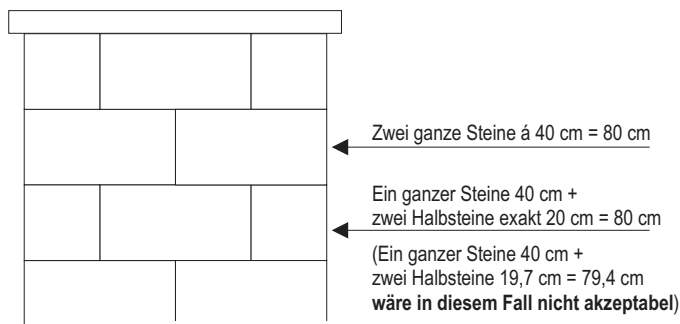 Zwei ganze Steine á 40 cm = 80 cm
Ein ganzer Steine 40 cm +
zwei Halbsteine exakt 20 cm = 80 cm
(Ein ganzer Steine 40 cm +
zwei Halbsteine 19,7 cm = 79,4 cm
wäre in diesem Fall nicht akzeptabel)